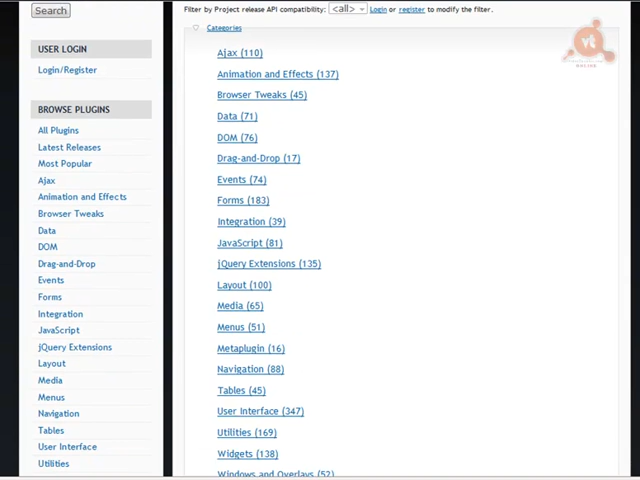 Search
USER LOGIN
Login/Register
BROWSE PLUGINS
All Plugins
Latest Releases
Most Popular
Ajax
Animation and Effects
Browser Tweaks
Data
DOM
Drag-and-Drop
Events
Forms
Integration
JavaScript
jQuery Extensions
Layout
Media
Menus
Navigation
Tables
User Interface
Utilities
Filter by Project release API compatibility: <all> Login or register to modify the filter.
Categories
Ajax (110)
Animation and Effects (137)
Browser Tweaks (45)
Data (71)
DOM (76)
Drag-and-Drop (17)
Events (74)
Forms (183)
Integration (39)
JavaScript (81)
jQuery Extensions (135)
Layout (100)
Media (65)
Menus (51)
Metaplugin (16)
Navigation (88)
Tables (45)
User Interface (347)
Utilities (169)
Widgets (138)
Windows and Overlays (52)
vt
ONLINE